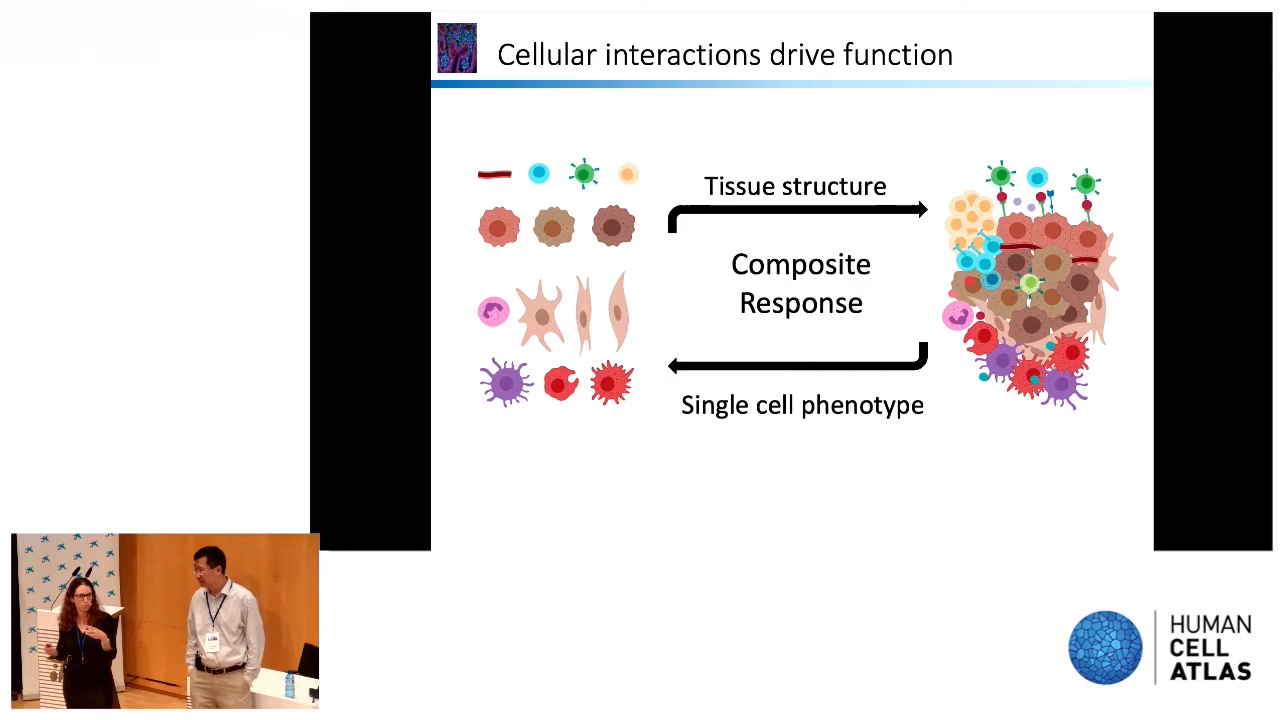 Cellular interactions drive function
Tissue structure
Composite
Response
Single cell phenotype
HUMAN
CELL
ATLAS